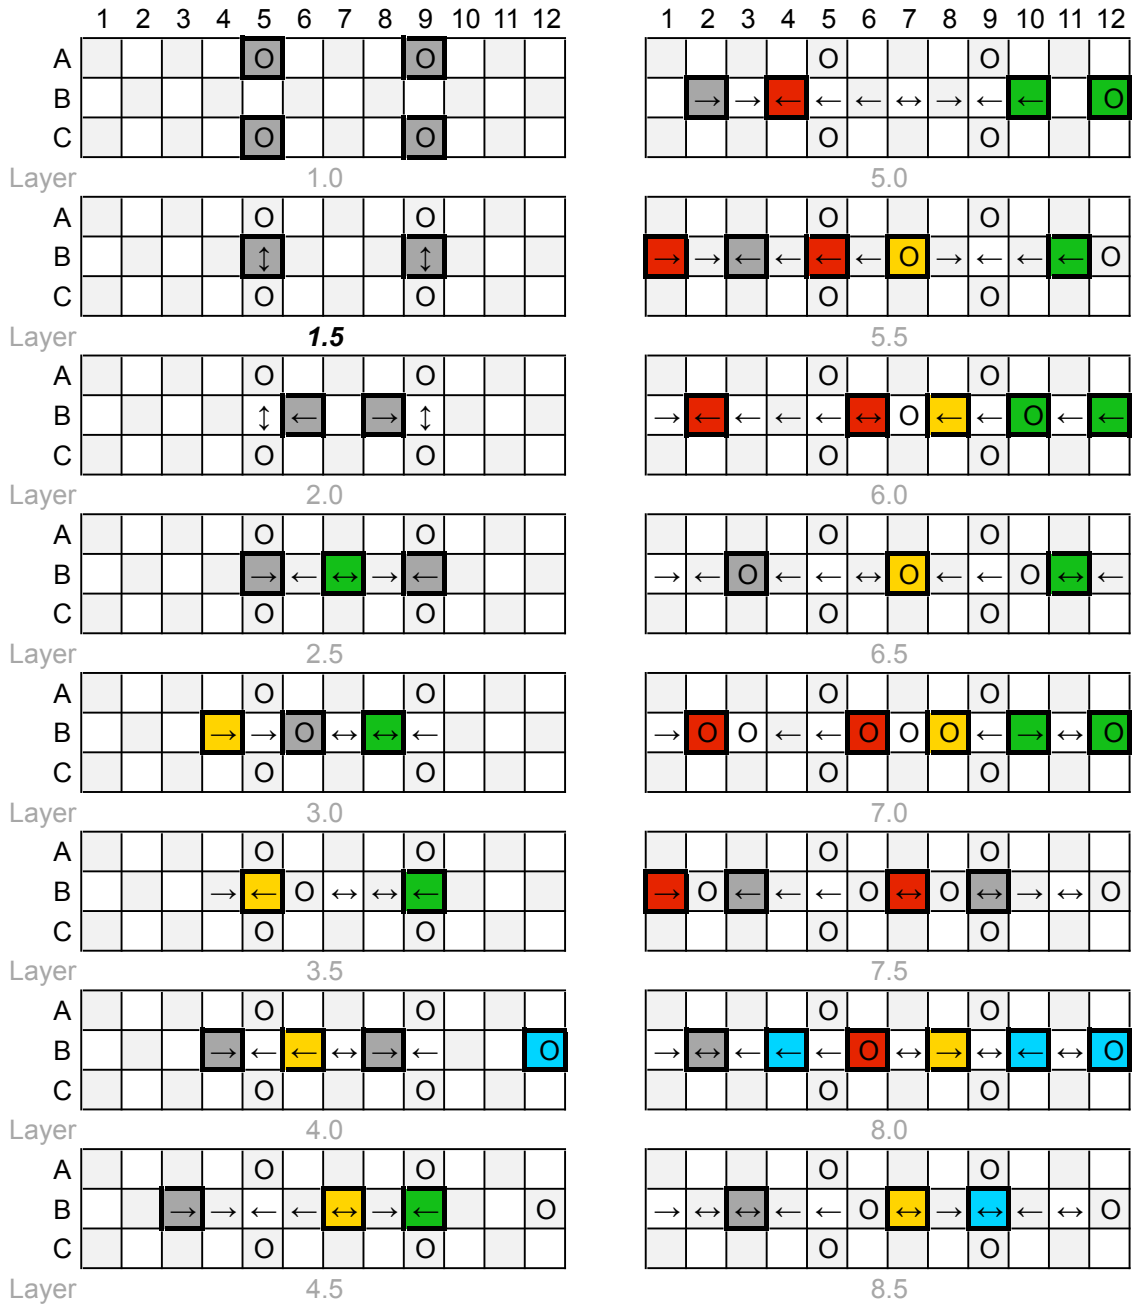 1 2 3 4 5 6 7 8 9 10 11 12
A O O
B
C O O
Layer 1.0
A O O
B ↕ ↕
C O O
Layer 1.5
A O O
B ↕ ← → ↕
C O O
Layer 2.0
A O O
B → ← ↔ → ←
C O O
Layer 2.5
A O O
B → → O ↔ ↔ ←
C O O
Layer 3.0
A O O
B → ← O ↔ ↔ ←
C O O
Layer 3.5
A O O
B → ← ← ↔ → ← O
C O O
Layer 4.0
A O O
B → → ← ← ↔ → ← O
C O O
Layer 4.5
1 2 3 4 5 6 7 8 9 10 11 12
O O
→ → ← ← ← ↔ → ← ← O
O O
5.0
O O
→ → ← ← ← ← O → ← ← ← O
O O
5.5
O O
→ ← ← ← ← ↔ O ← ← O ← ←
O O
6.0
O O
→ ← O ← ← ↔ O ← ← O ↔ ←
O O
6.5
O O
→ O O ← ← O O O ← → ↔ O
O O
7.0
O O
→ O ← ← ← O ↔ O ↔ → ↔ O
O O
7.5
O O
→ ↔ ← ← ← O ↔ → ↔ ← ↔ O
O O
8.0
O O
→ ↔ ↔ ← ← O ↔ → ↔ ← ↔ O
O O
8.5